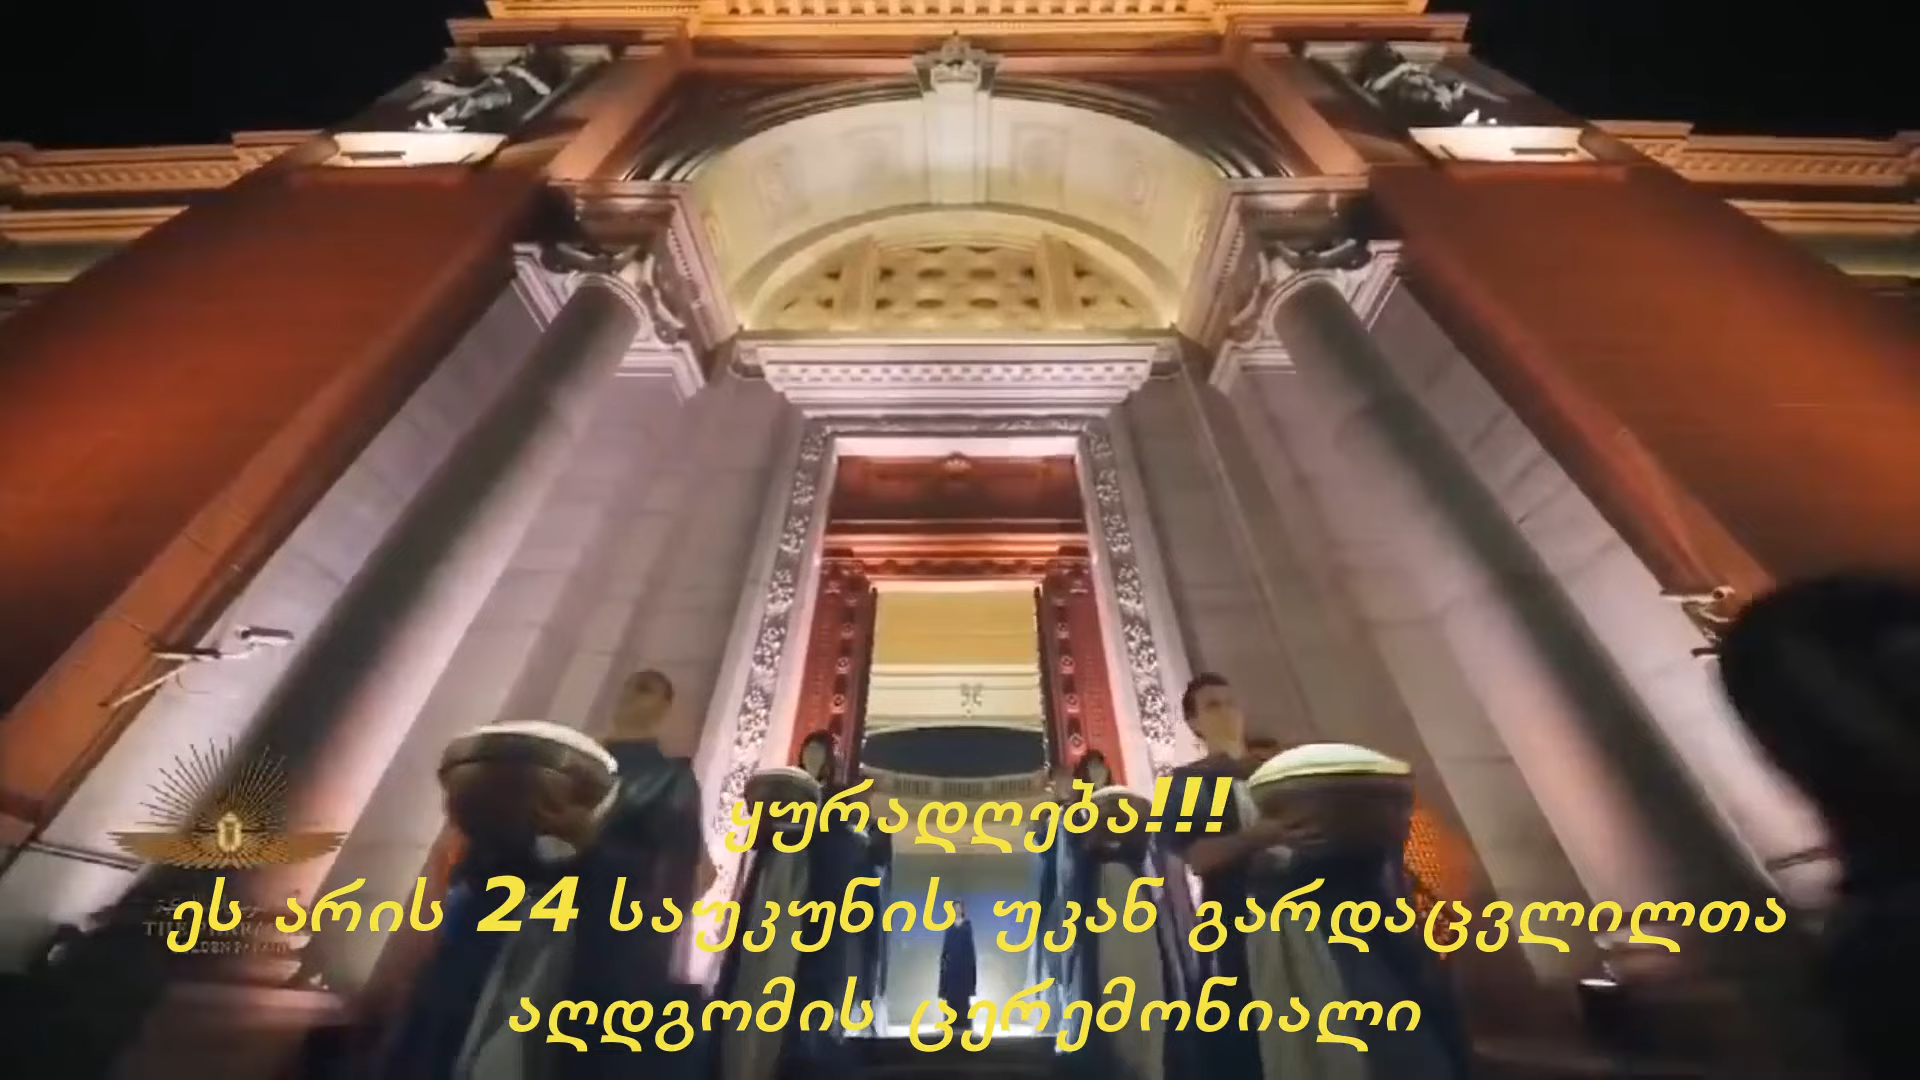 ყურადღება!!!
ეს არის 24 საუკუნის უკან გარდაცვლილთა
აღდგომის ცერემონიალი